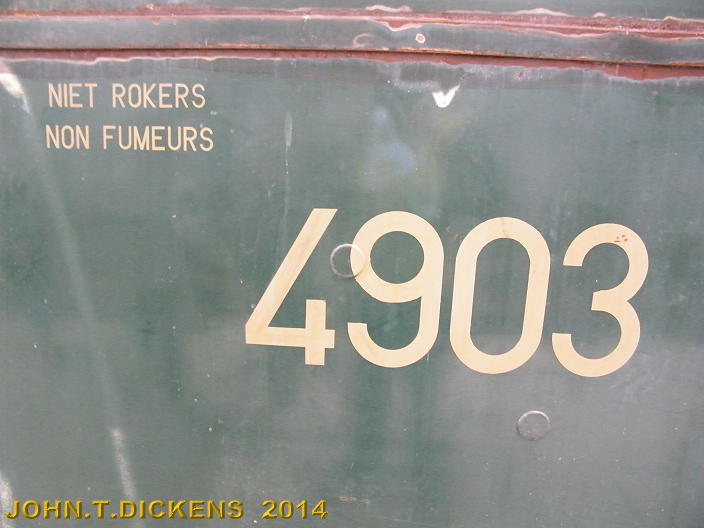 NIET ROKERS
NON FUMEURS
4903
JOHN.T.DICKENS 2014